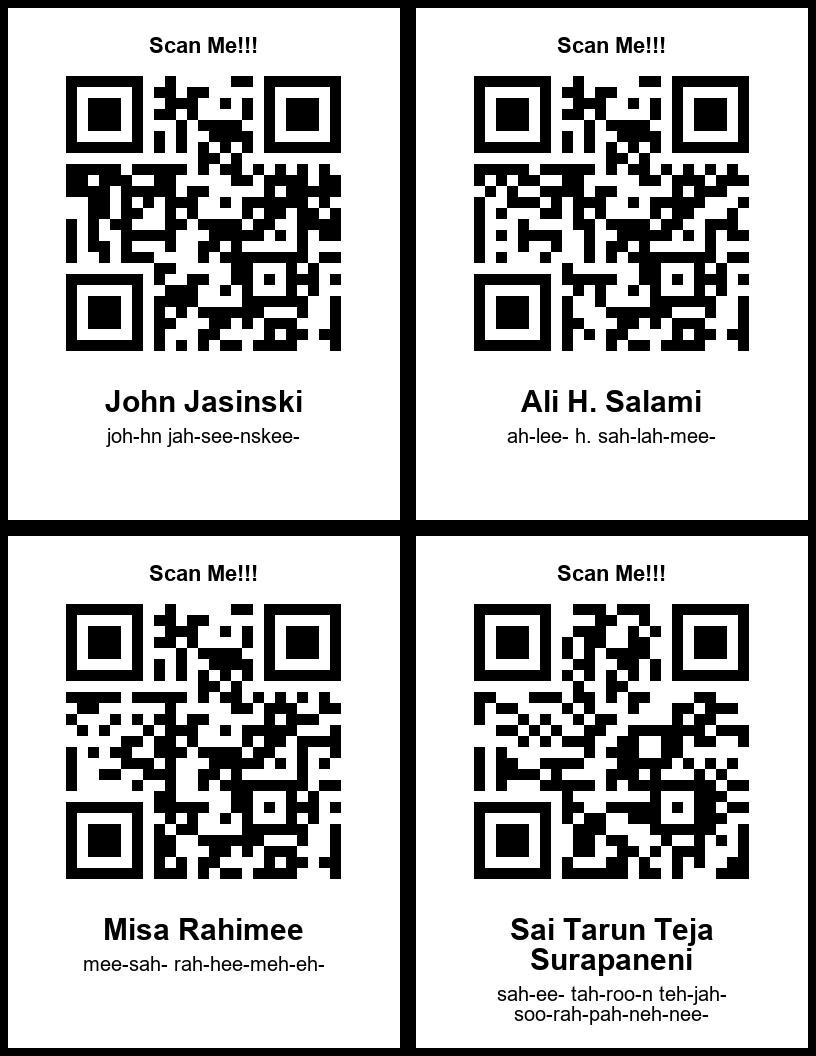 Scan Me!!!
John Jasinski
joh-hn jah-see-nskee-
Scan Me!!!
Ali H. Salami
ah-lee- h. sah-lah-mee-
Scan Me!!!
Misa Rahimee
mee-sah- rah-hee-meh-eh-
Scan Me!!!
Sai Tarun Teja
Surapaneni
sah-ee- tah-roo-n teh-jah-
soo-rah-pah-neh-nee-